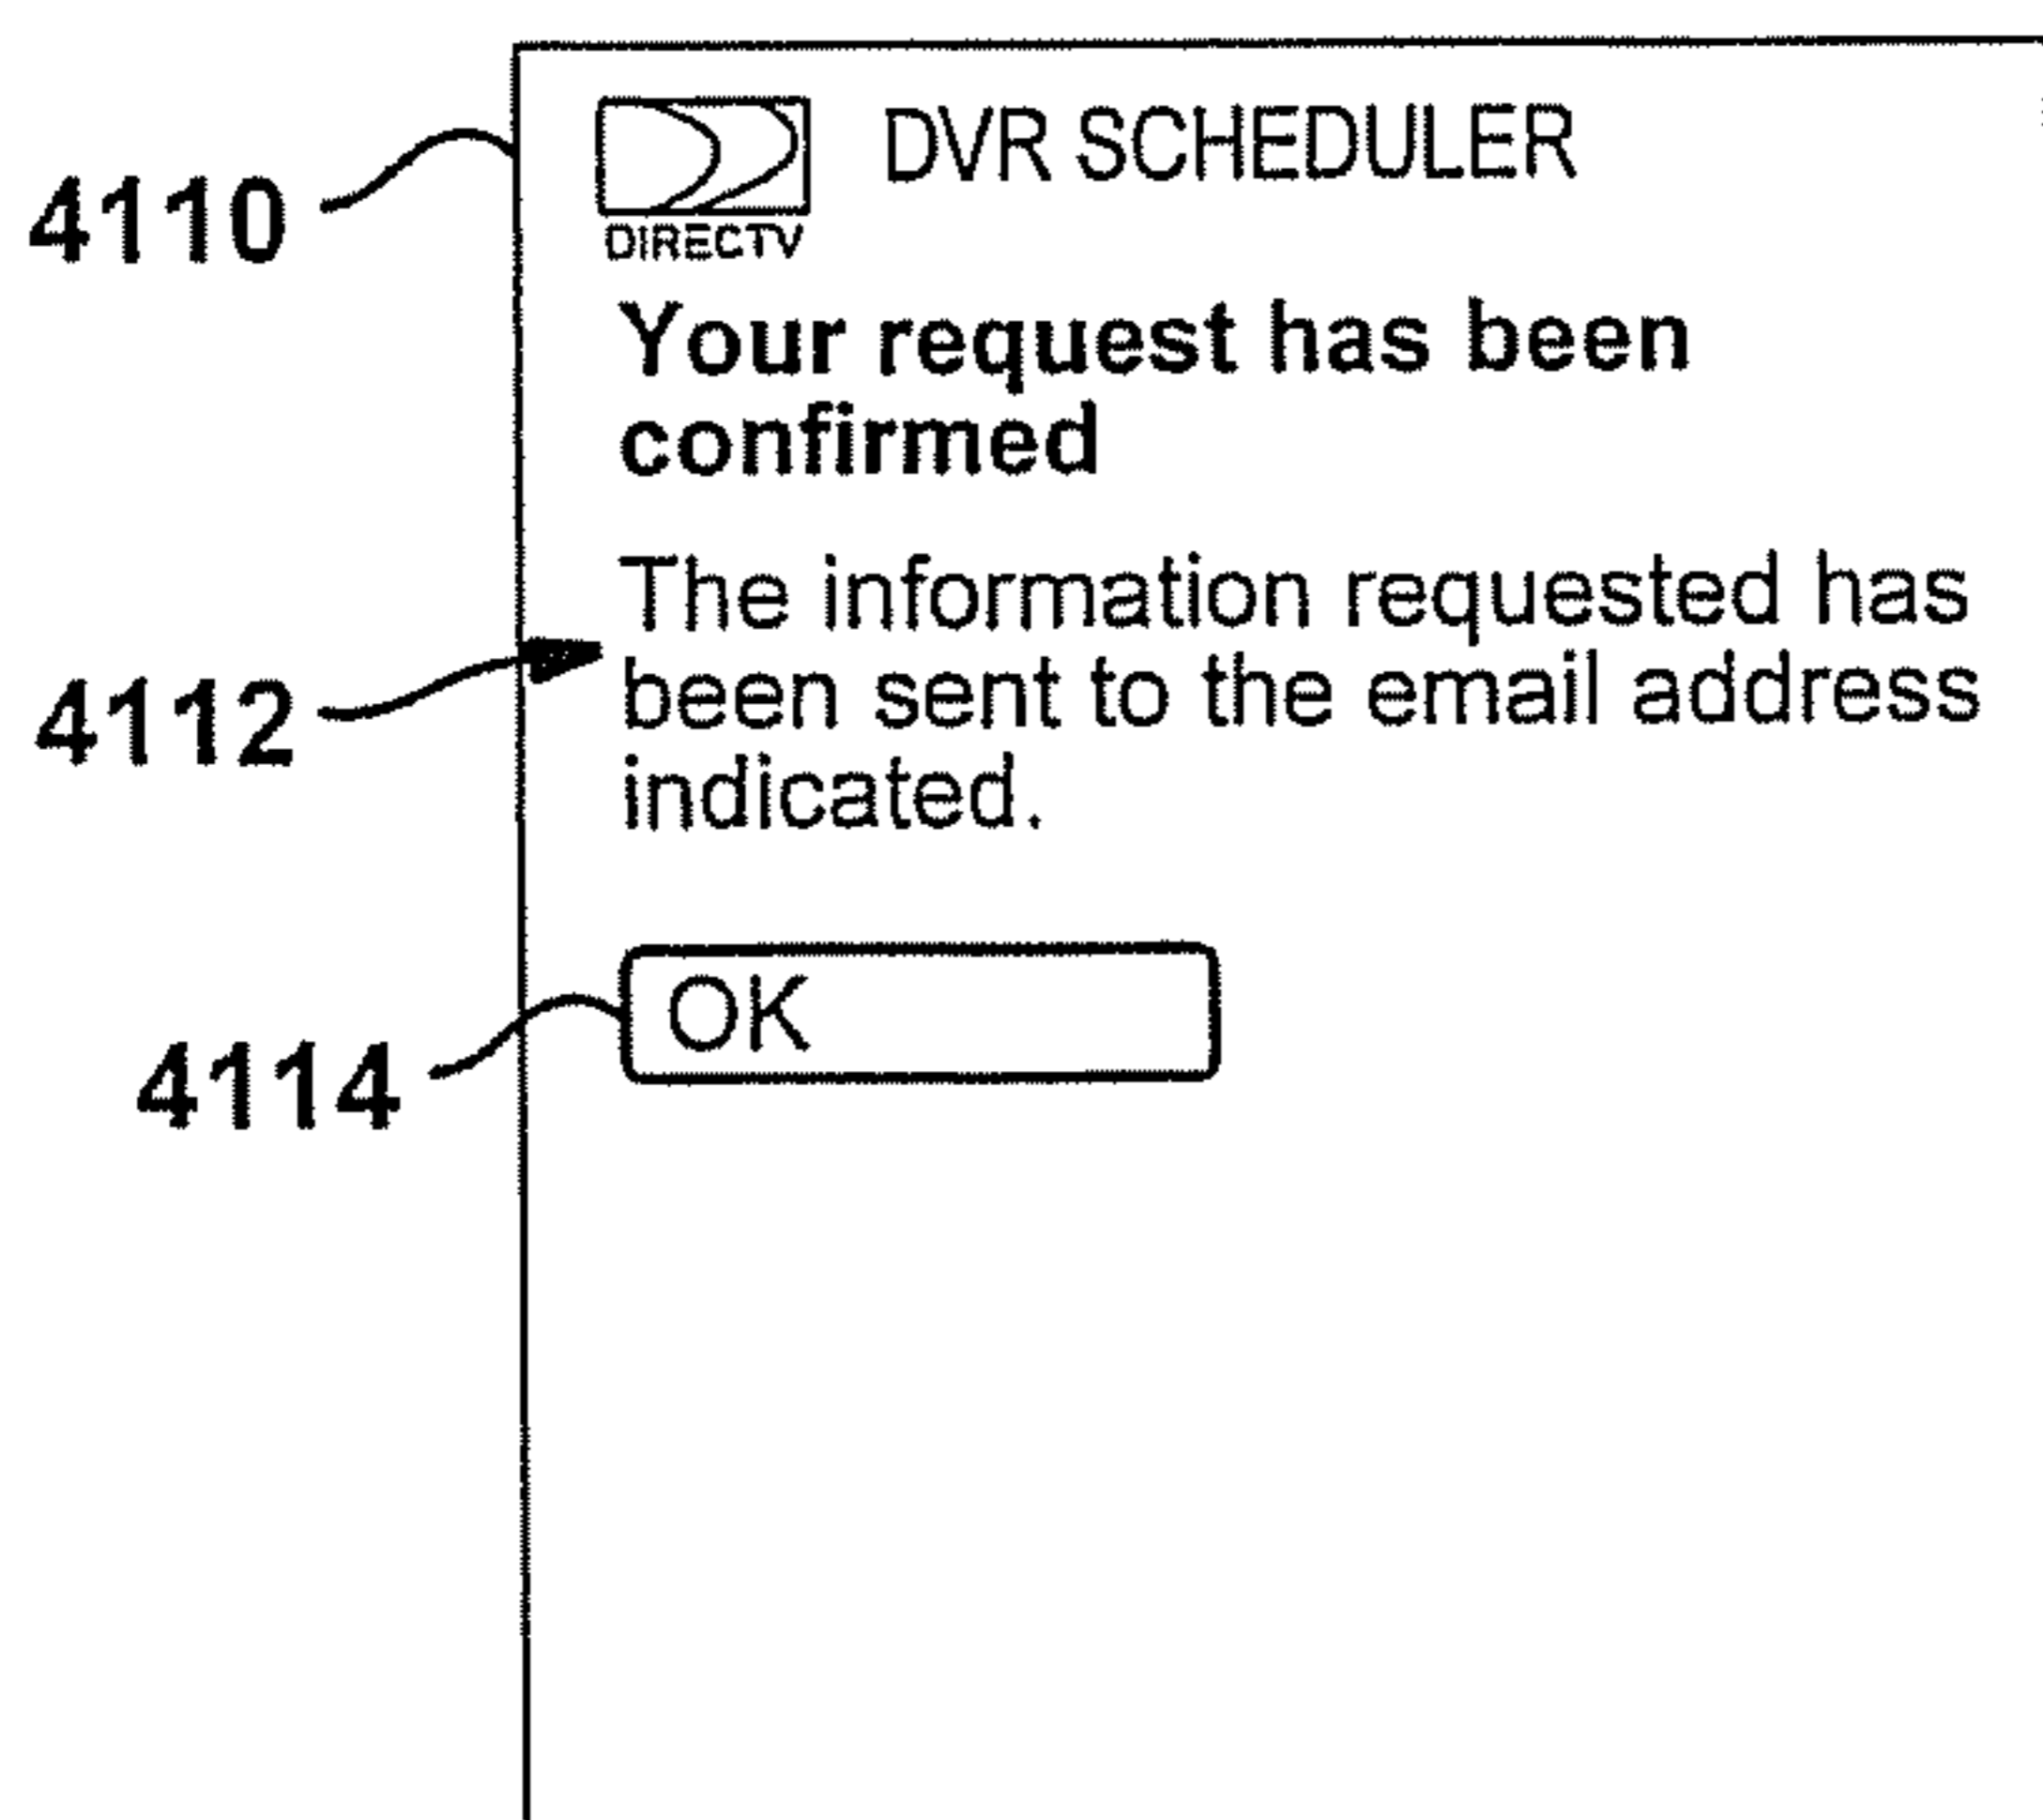 4110
DVR SCHEDULER
DIRECTV
Your request has been
confirmed
The information requested has
4112
been sent to the email address
indicated.
OK
4114